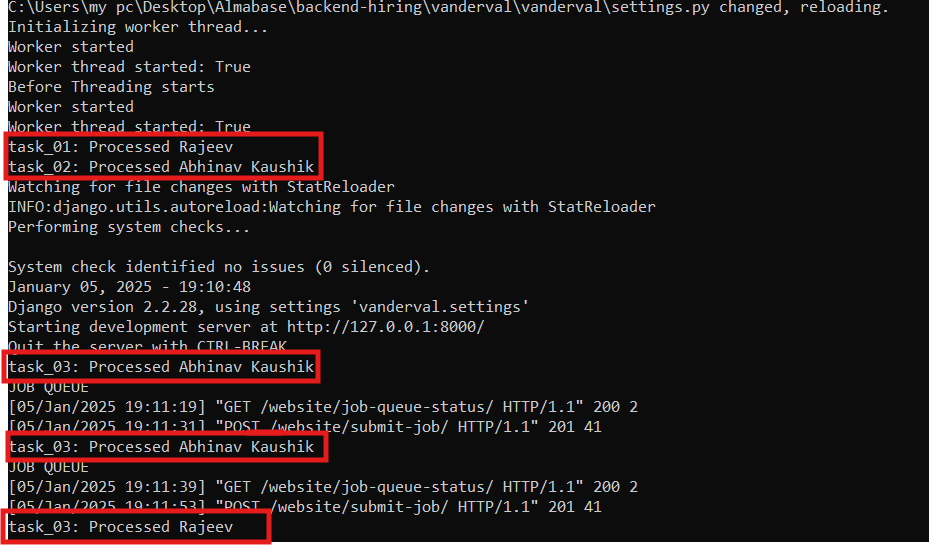 C:\Users\my pc\Desktop\Almabase\backend-hiring\vanderval\vanderval\settings.py changed, reloading.
Initializing worker thread...
Worker started
Worker thread started: True
Before Threading starts
Worker started
Worker thread started: True
task_01: Processed Rajeev
task_02: Processed Abhinav Kaushik
Watching for file changes with StatReloader
INFO:django.utils.autoreload:Watching for file changes with StatReloader
Performing system checks...
System check identified no issues (0 silenced).
January 05, 2025 - 19:10:48
Django version 2.2.28, using settings 'vanderval.settings'
Starting development server at http://127.0.0.1:8000/
Quit the server with CTRL-BREAK
task_03: Processed Abhinav Kaushik
JOB QUEUE
[05/Jan/2025 19:11:19] "GET /website/job-queue-status/ HTTP/1.1" 200 2
[05/Jan/2025 19:11:31] "POST /website/submit-job/ HTTP/1.1" 201 41
task_03: Processed Abhinav Kaushik
JOB QUEUE
[05/Jan/2025 19:11:39] "GET /website/job-queue-status/ HTTP/1.1" 200 2
[05/Jan/2025 19:11:53] "POST /website/submit-job/ HTTP/1.1" 201 41
task_03: Processed Rajeev